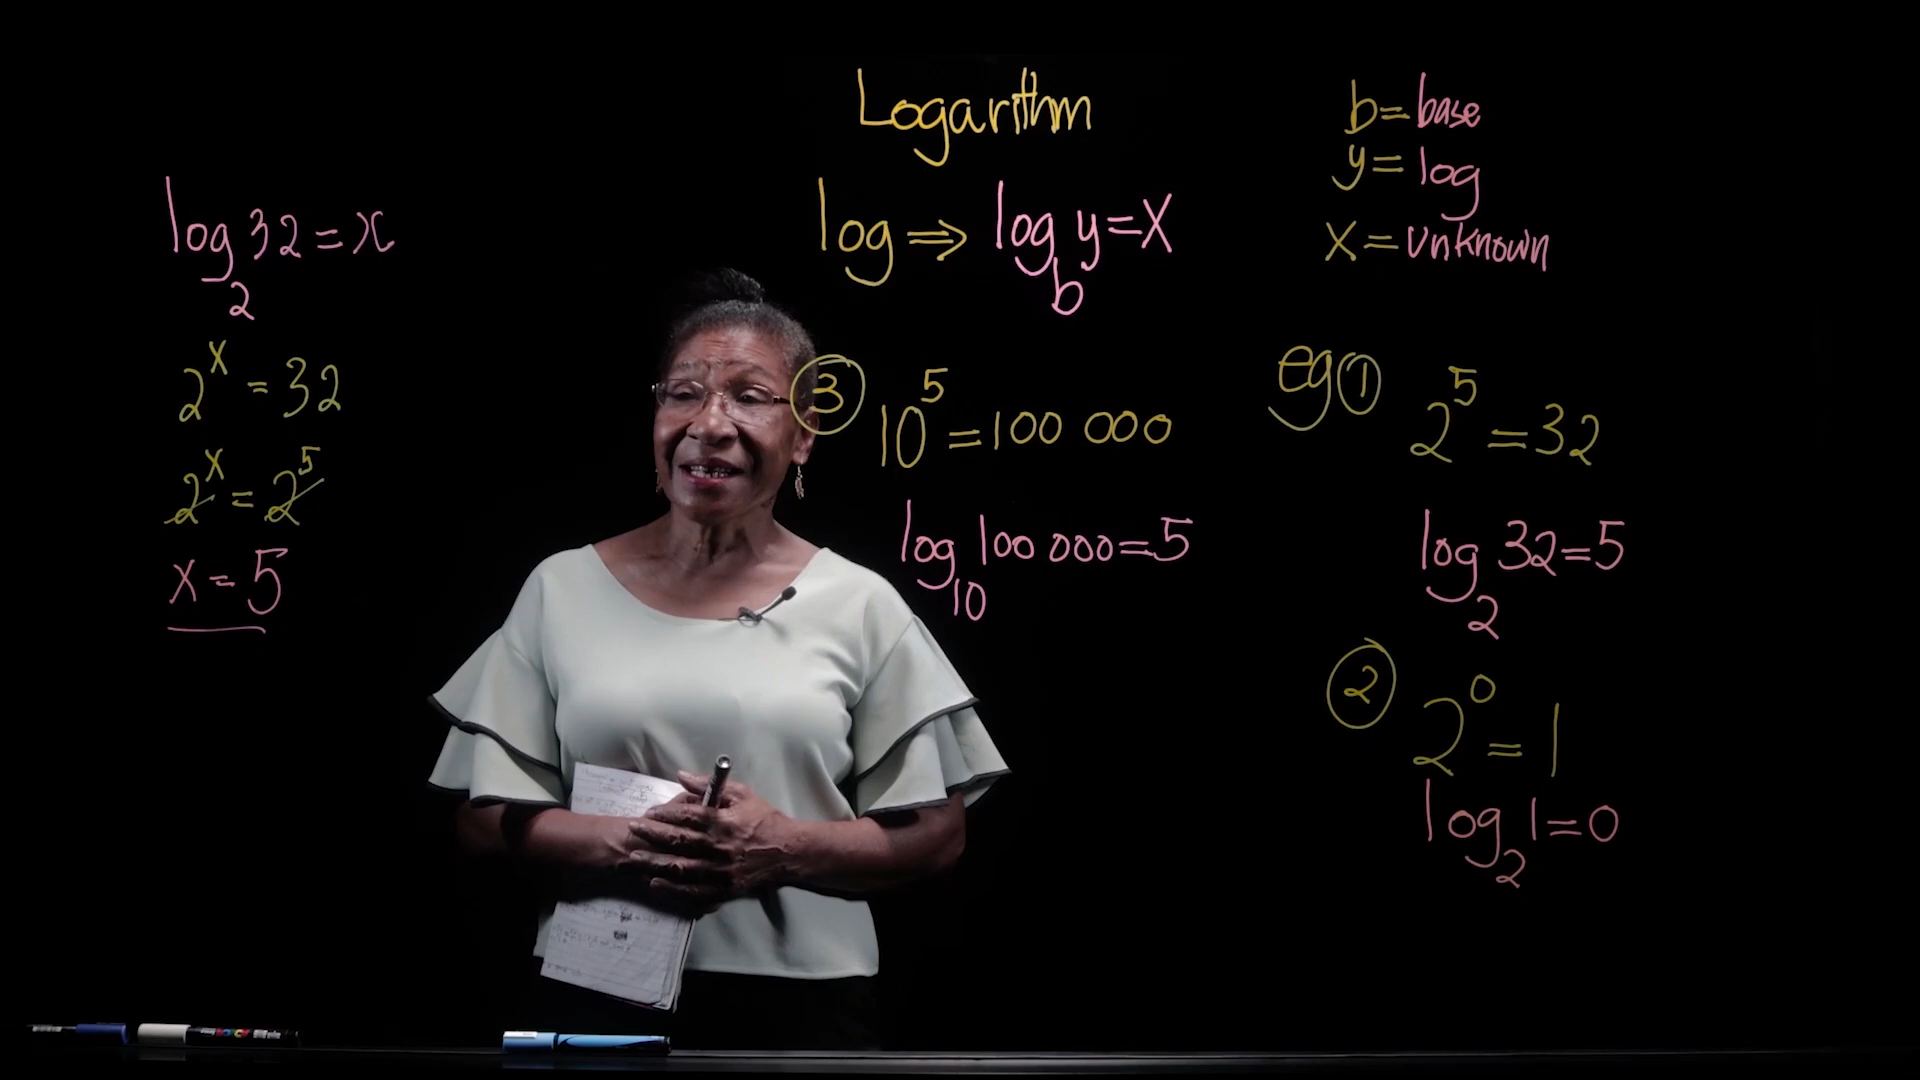 Logarithm
log ⇒ log_b y = x
b = base
y = log
x = unknown
log_2 32 = x
2^x = 32
2^x = 2^5
x = 5
③ 10^5 = 100 000
log_10 100 000 = 5
eg ① 2^5 = 32
log_2 32 = 5
② 2^0 = 1
log_2 1 = 0